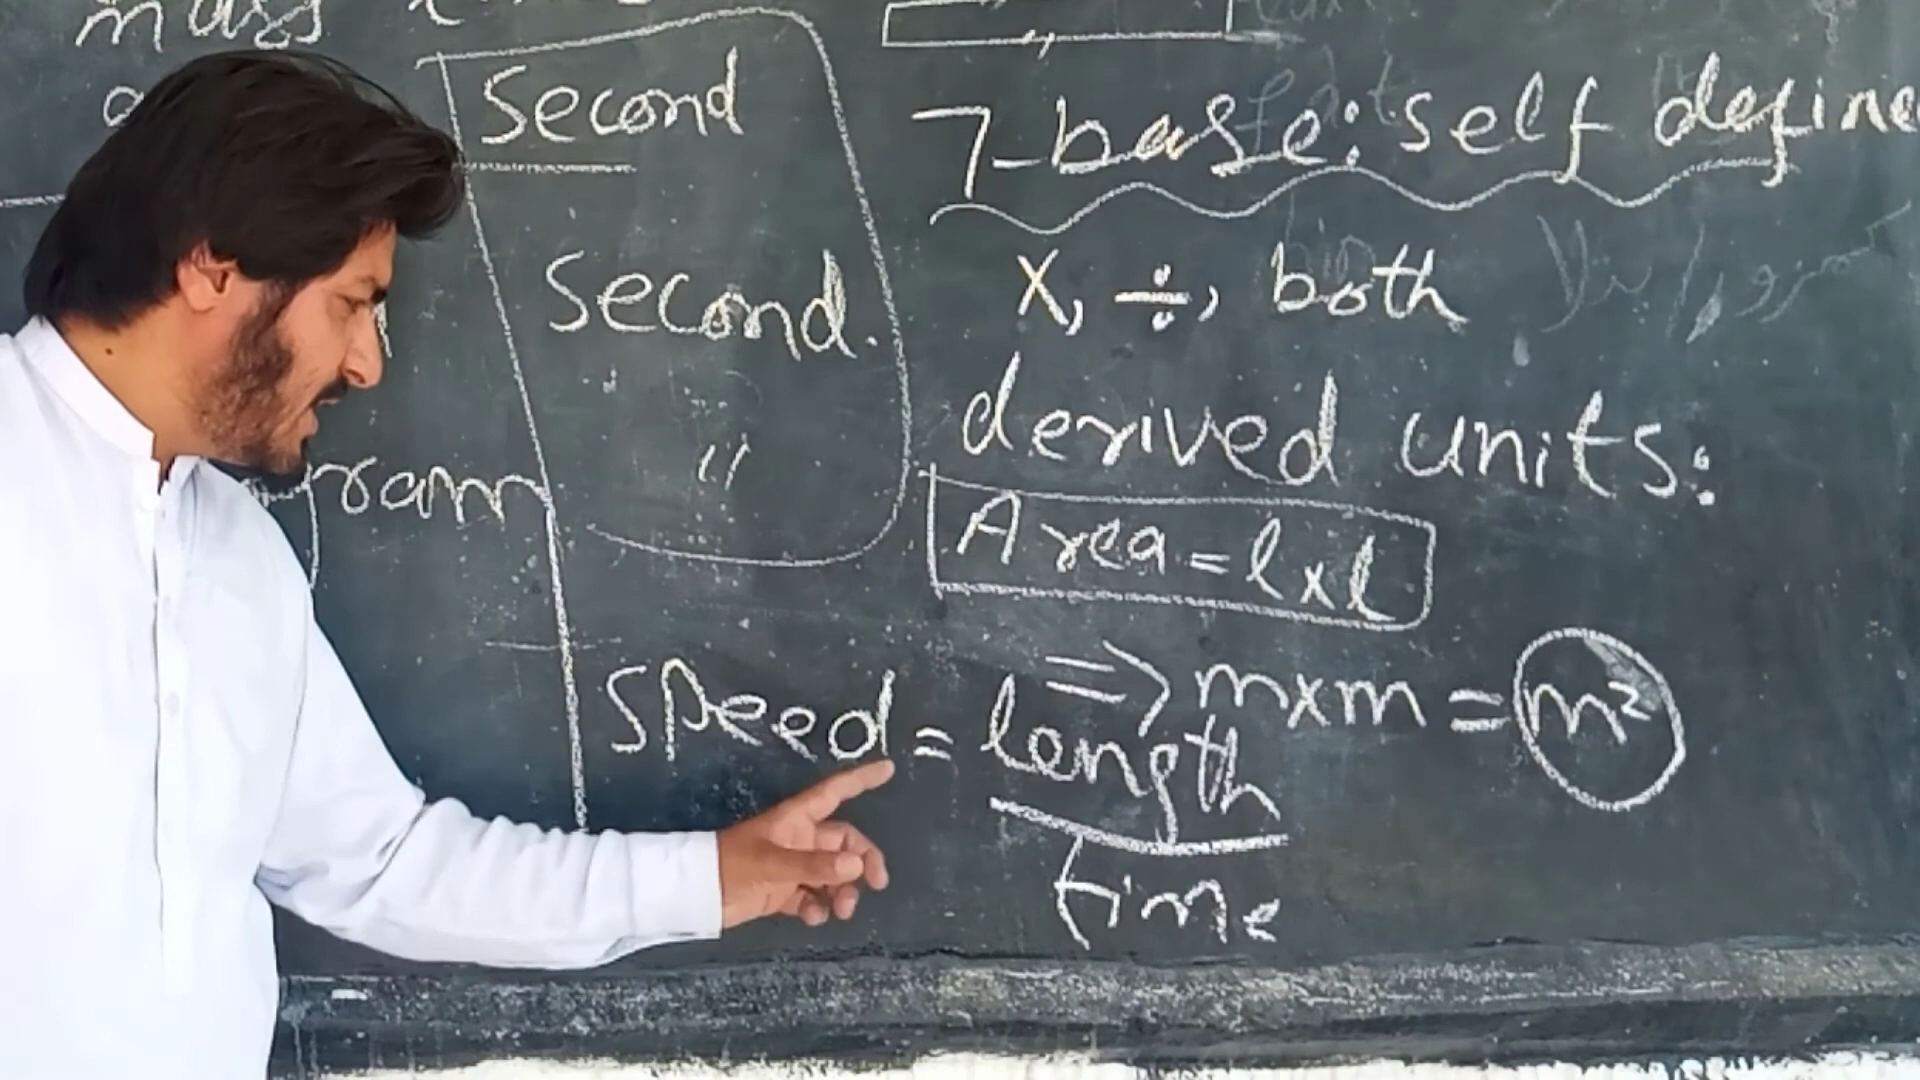 mass
Second
Second.
"
gram
7-base: self define
x, ÷, both
derived units:
Area = l x l
=> m x m = m²
Speed = length
time